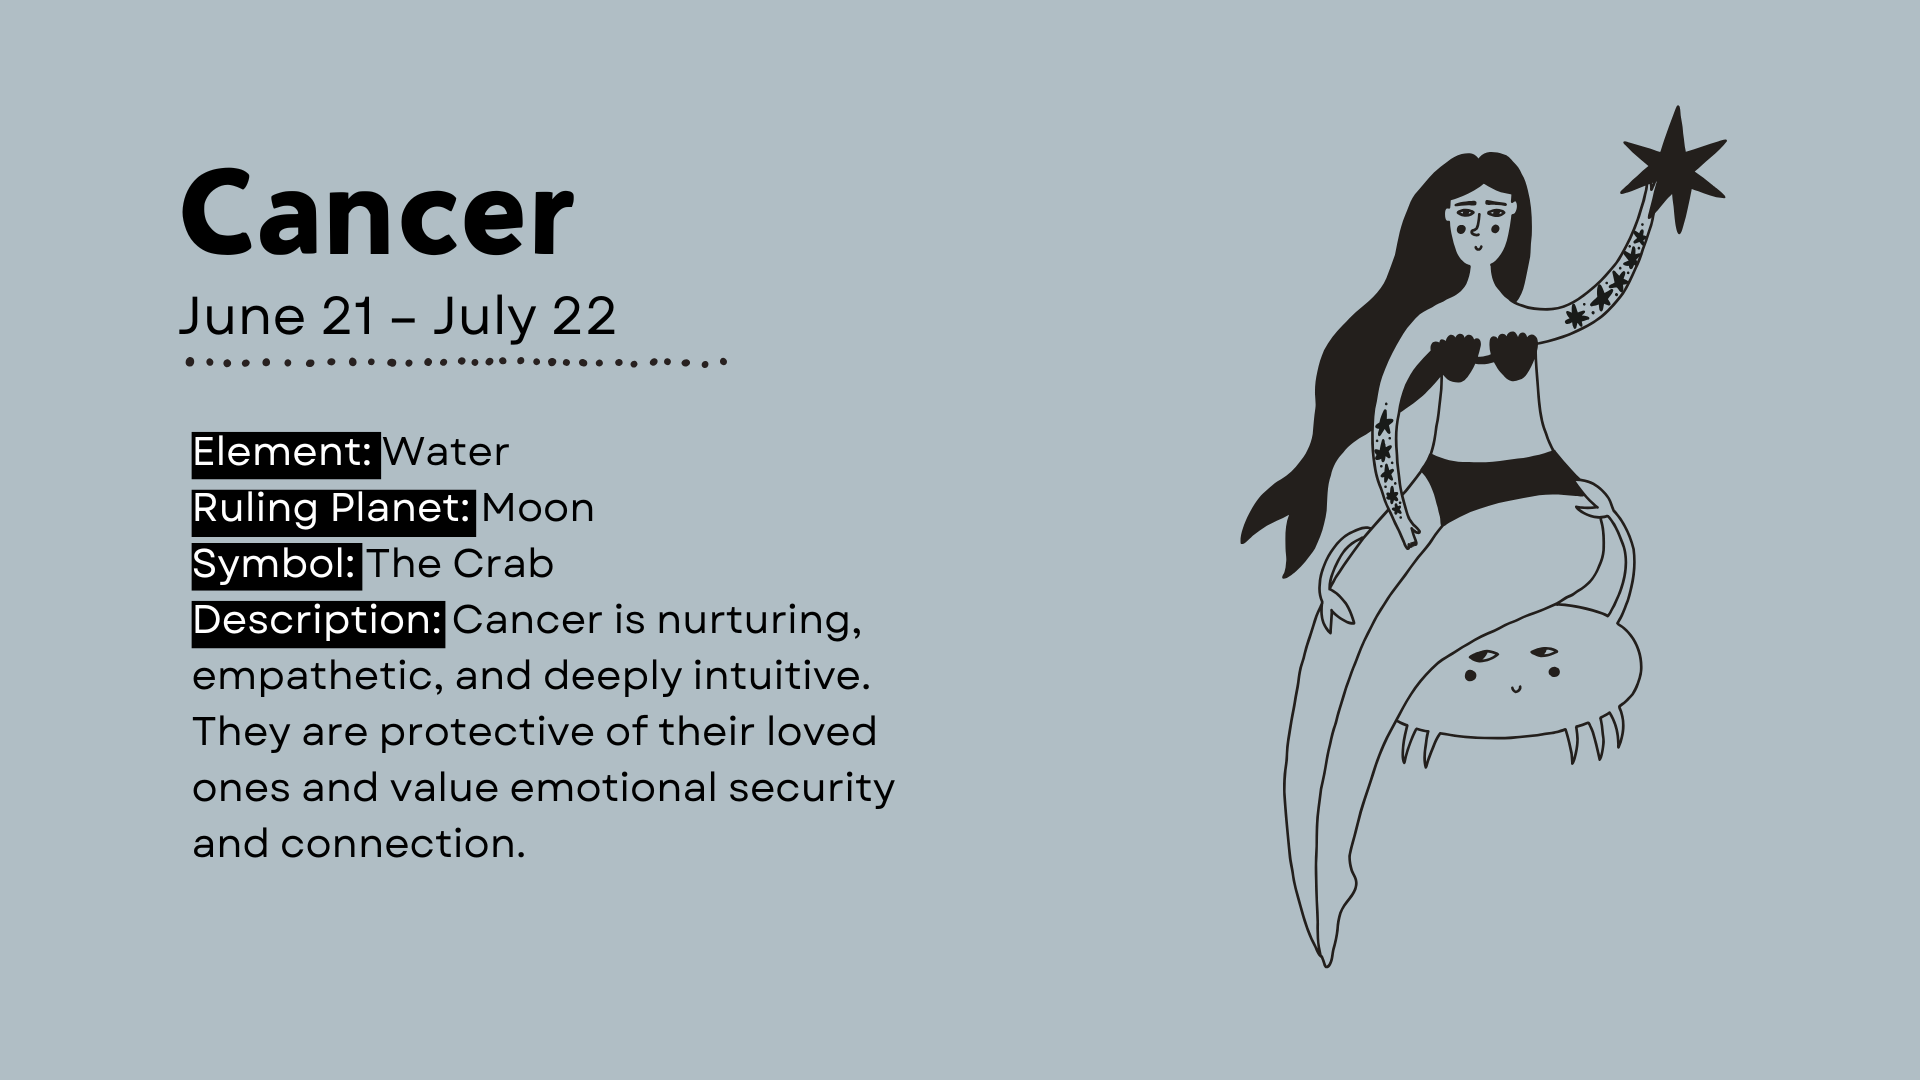 Cancer
June 21 – July 22
Element: Water
Ruling Planet: Moon
Symbol: The Crab
Description: Cancer is nurturing,
empathetic, and deeply intuitive.
They are protective of their loved
ones and value emotional security
and connection.